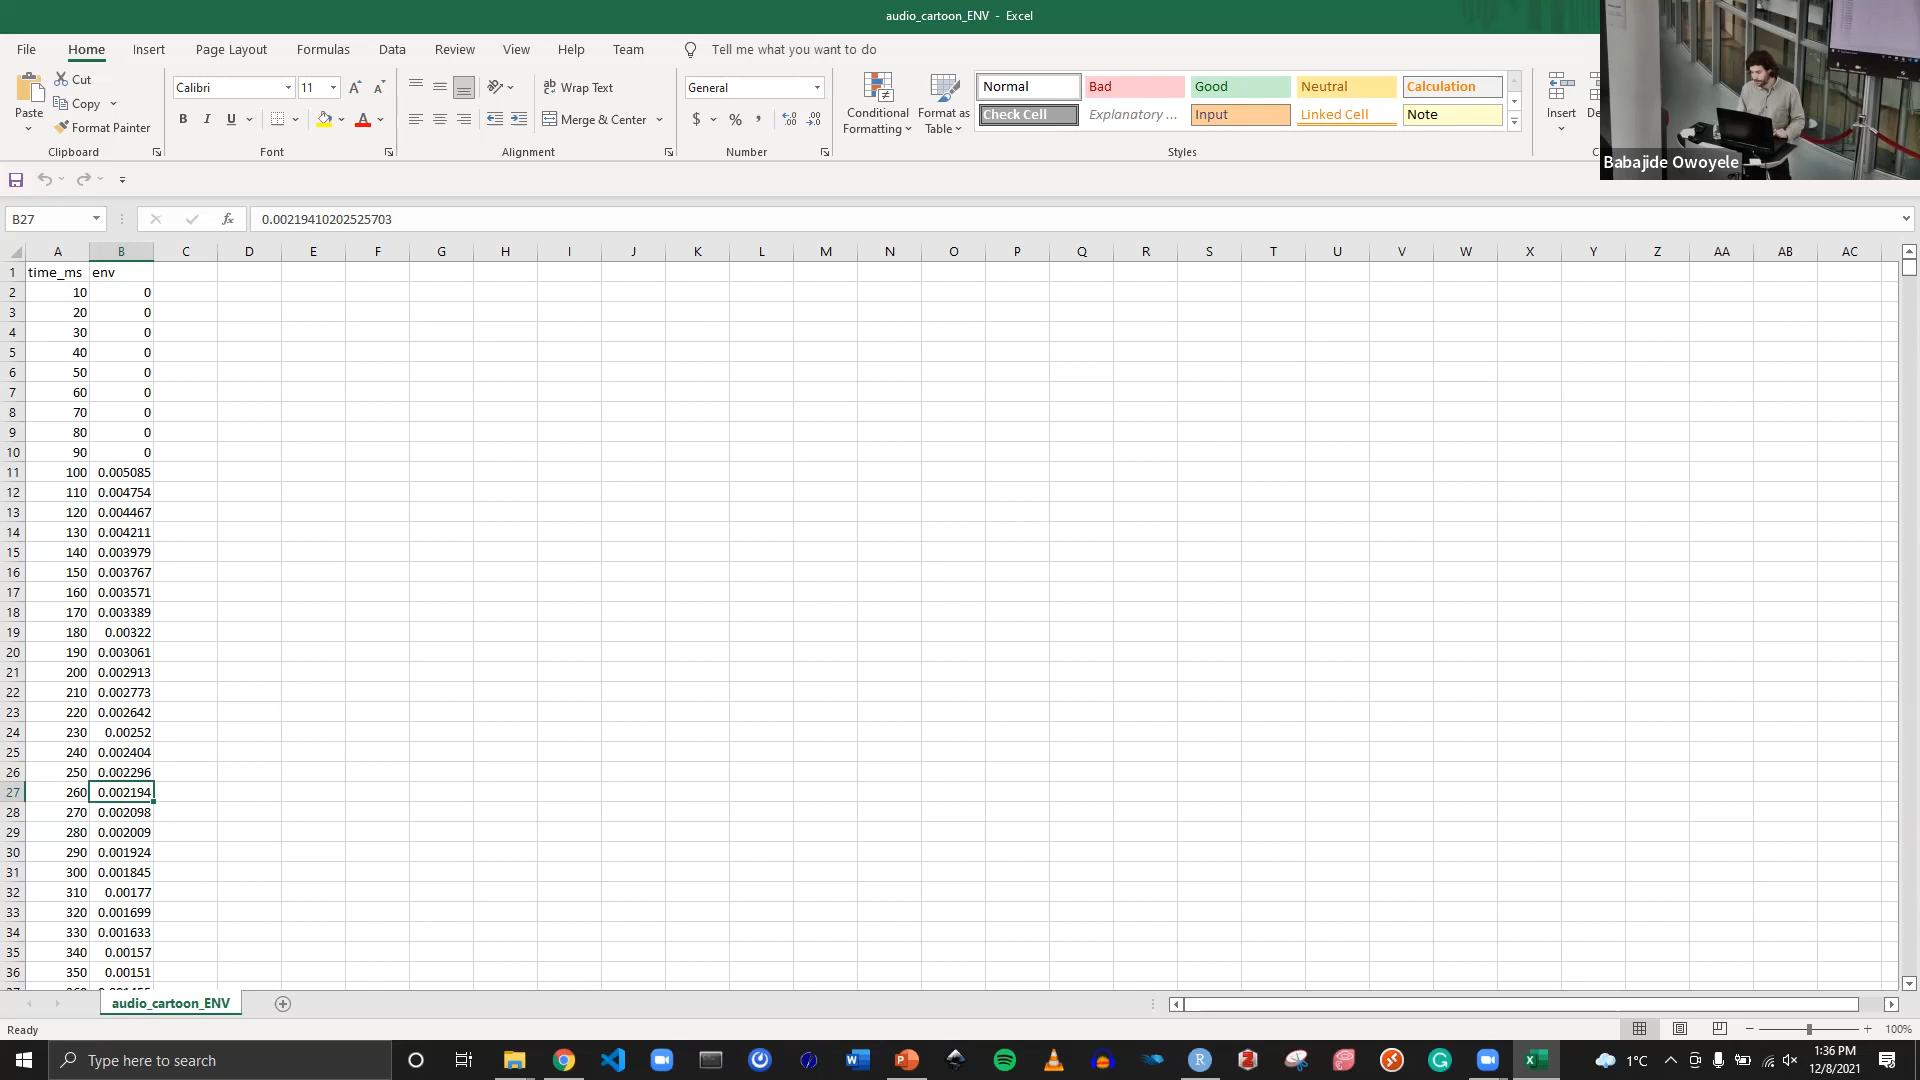 audio_cartoon_ENV - Excel
File Home Insert Page Layout Formulas Data Review View Help Team Tell me what you want to do
Cut
Copy
Paste
Format Painter
Clipboard
Calibri 11
B I U
Font
Wrap Text
Merge & Center
Alignment
General
$ % ,
Number
Conditional Formatting
Format as Table
Normal Bad Good Neutral Calculation
Check Cell Explanatory ... Input Linked Cell Note
Styles
Insert
Babajide Owoyele
B27 fx 0.00219410202525703
A B C D E F G H I J K L M N O P Q R S T U V W X Y Z AA AB AC
1 time_ms env
2 10 0
3 20 0
4 30 0
5 40 0
6 50 0
7 60 0
8 70 0
9 80 0
10 90 0
11 100 0.005085
12 110 0.004754
13 120 0.004467
14 130 0.004211
15 140 0.003979
16 150 0.003767
17 160 0.003571
18 170 0.003389
19 180 0.00322
20 190 0.003061
21 200 0.002913
22 210 0.002773
23 220 0.002642
24 230 0.00252
25 240 0.002404
26 250 0.002296
27 260 0.002194
28 270 0.002098
29 280 0.002009
30 290 0.001924
31 300 0.001845
32 310 0.00177
33 320 0.001699
34 330 0.001633
35 340 0.00157
36 350 0.00151
audio_cartoon_ENV
Ready
100%
Type here to search
1°C
1:36 PM
12/8/2021